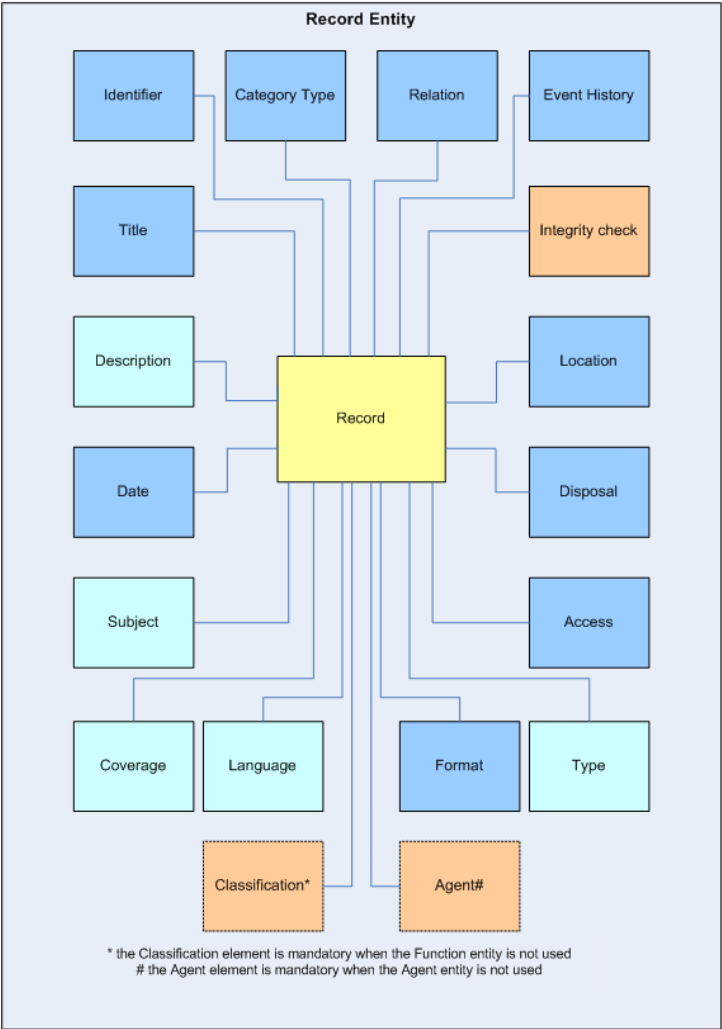 Record Entity
Identifier
Category Type
Relation
Event History
Title
Integrity check
Description
Location
Record
Date
Disposal
Subject
Access
Coverage
Language
Format
Type
Classification*
Agent#
* the Classification element is mandatory when the Function entity is not used
# the Agent element is mandatory when the Agent entity is not used